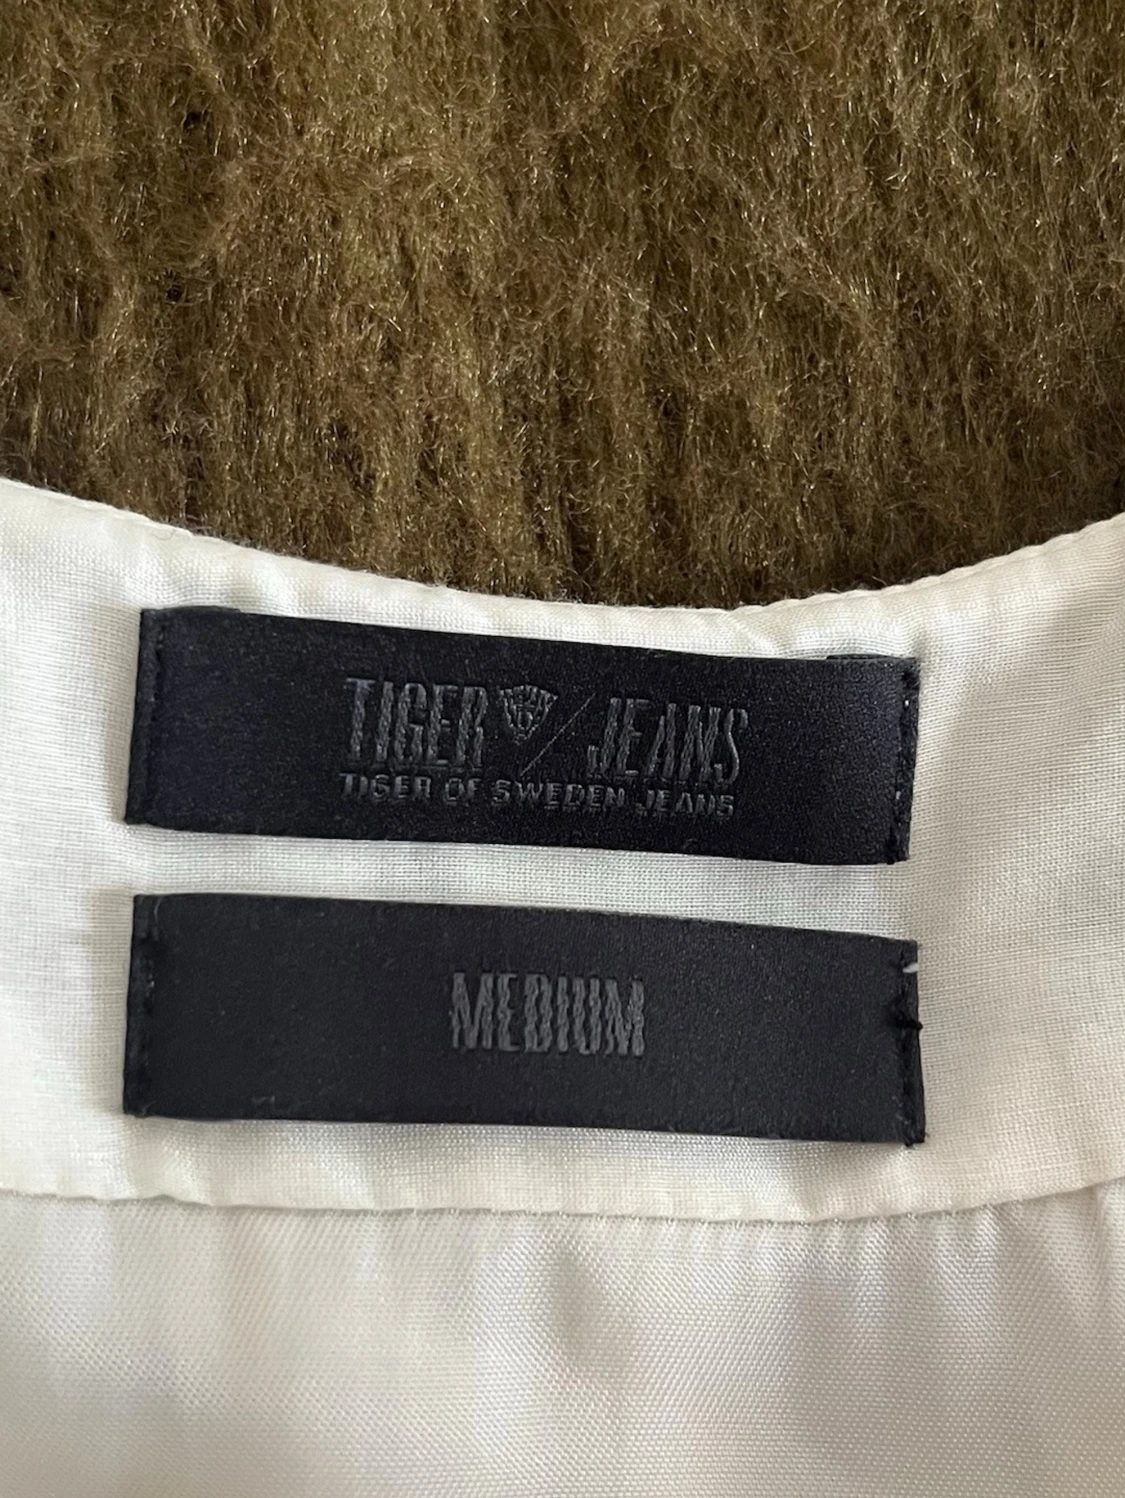 TIGER / JEANS
TIGER OF SWEDEN JEANS
MEDIUM